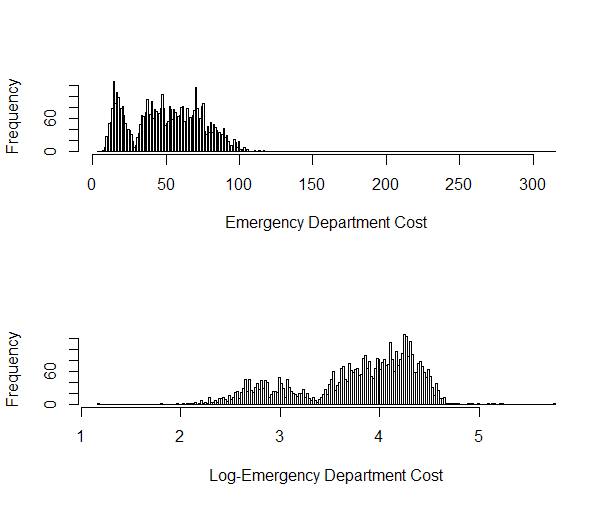 Frequency
60
0
0 50 100 150 200 250 300
Emergency Department Cost
Frequency
60
0
1 2 3 4 5
Log-Emergency Department Cost